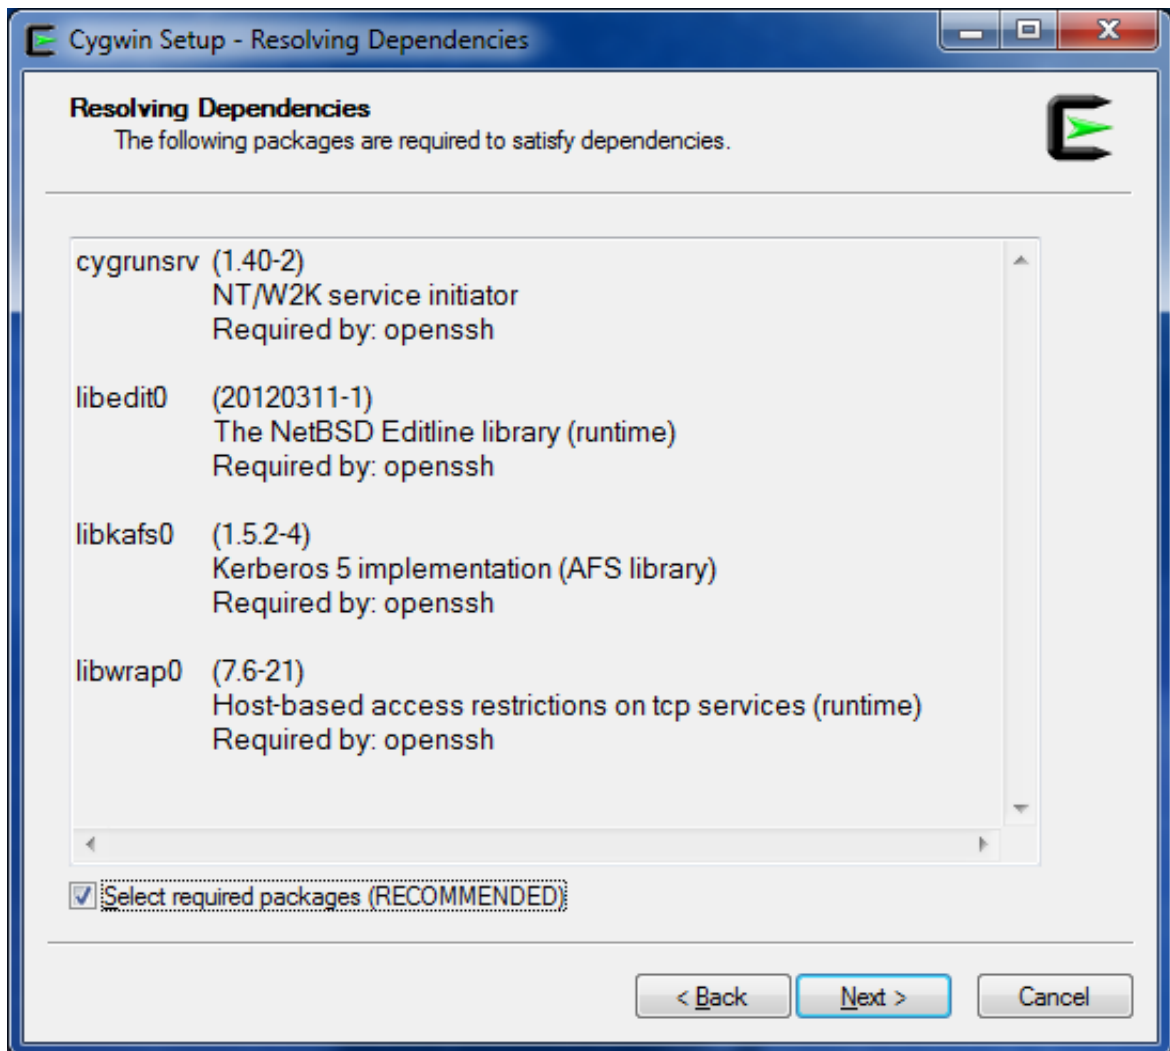 Cygwin Setup - Resolving Dependencies
Resolving Dependencies
The following packages are required to satisfy dependencies.
cygrunsrv (1.40-2)
NT/W2K service initiator
Required by: openssh
libedit0 (20120311-1)
The NetBSD Editline library (runtime)
Required by: openssh
libkafs0 (1.5.2-4)
Kerberos 5 implementation (AFS library)
Required by: openssh
libwrap0 (7.6-21)
Host-based access restrictions on tcp services (runtime)
Required by: openssh
Select required packages (RECOMMENDED)
< Back Next > Cancel